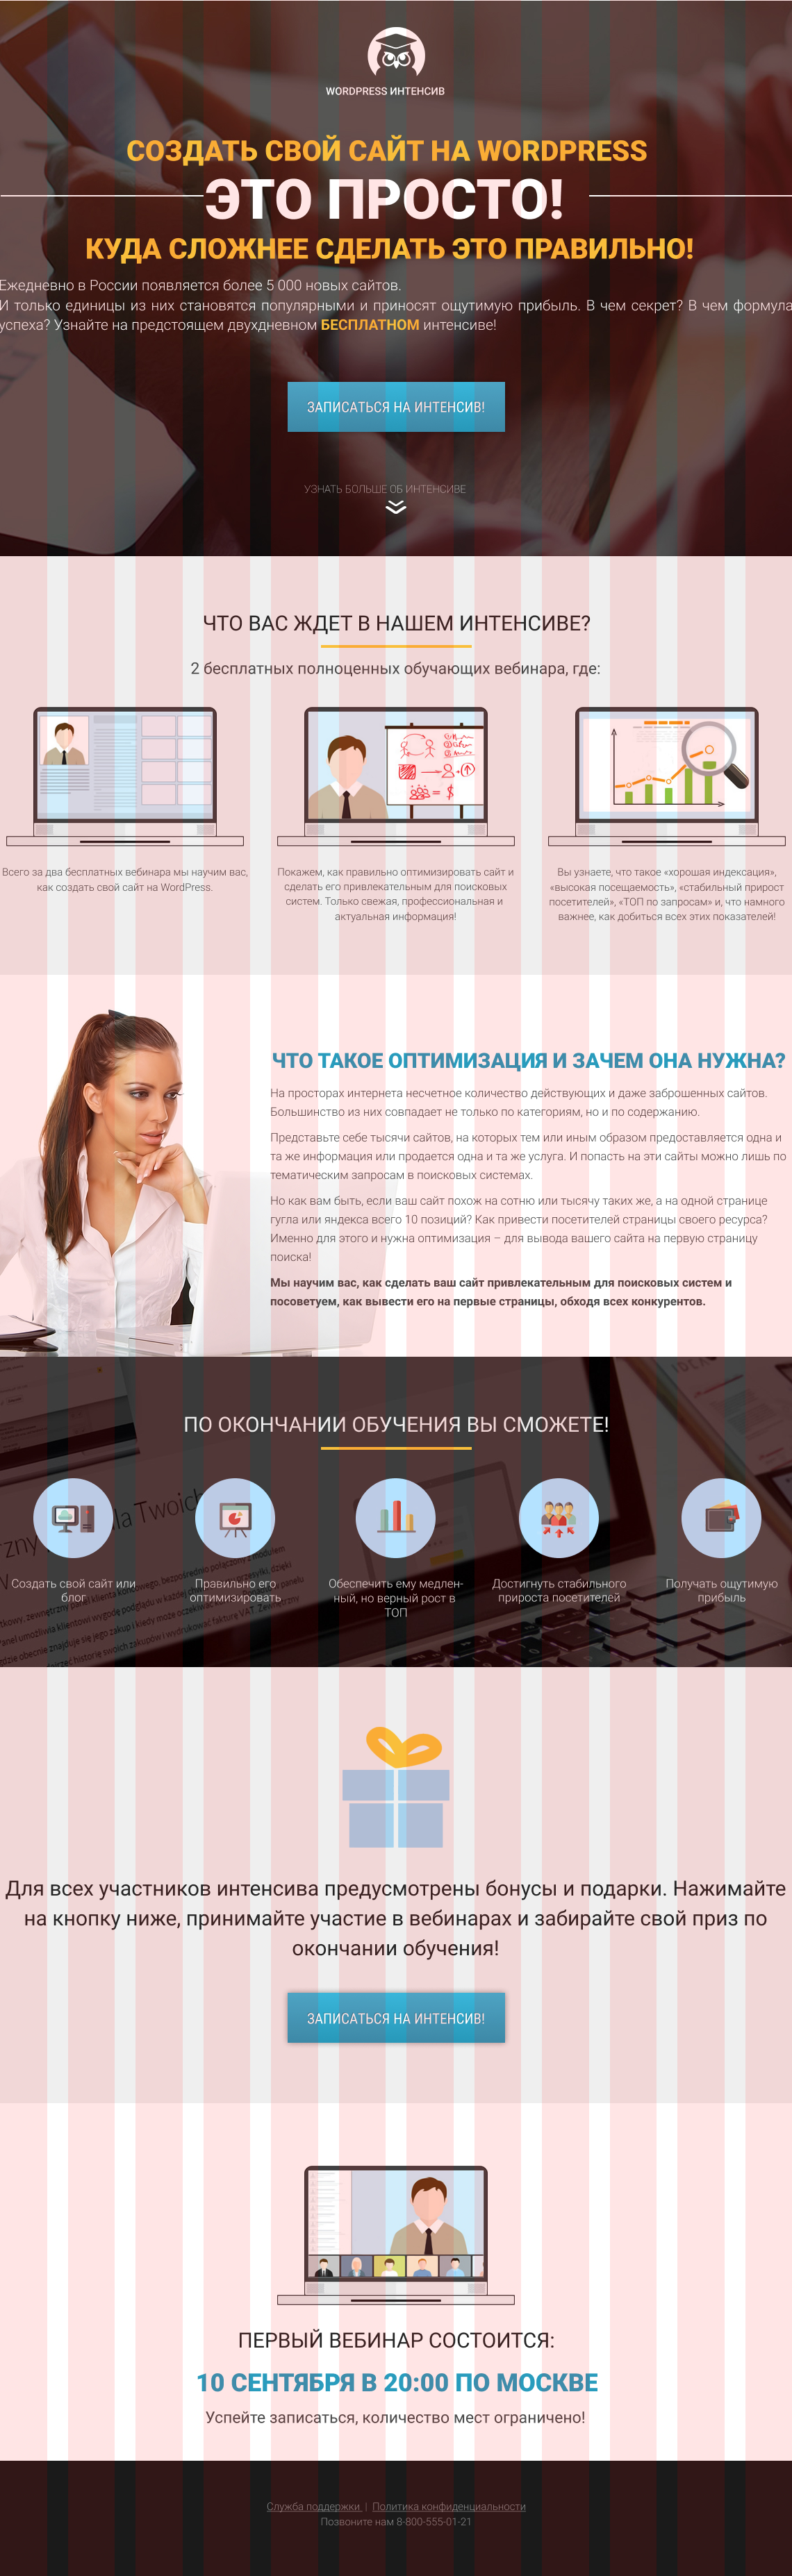 WORDPRESS ИНТЕНСИВ
СОЗДАТЬ СВОЙ САЙТ НА WORDPRESS
ЭТО ПРОСТО!
КУДА СЛОЖНЕЕ СДЕЛАТЬ ЭТО ПРАВИЛЬНО!
Ежедневно в России появляется более 5 000 новых сайтов.
И только единицы из них становятся популярными и приносят ощутимую прибыль. В чем секрет? В чем формула
успеха? Узнайте на предстоящем двухдневном БЕСПЛАТНОМ интенсиве!
ЗАПИСАТЬСЯ НА ИНТЕНСИВ!
УЗНАТЬ БОЛЬШЕ ОБ ИНТЕНСИВЕ
ЧТО ВАС ЖДЕТ В НАШЕМ ИНТЕНСИВЕ?
2 бесплатных полноценных обучающих вебинара, где:
Всего за два бесплатных вебинара мы научим вас,
как создать свой сайт на WordPress.
Покажем, как правильно оптимизировать сайт и
сделать его привлекательным для поисковых
систем. Только свежая, профессиональная и
актуальная информация!
Вы узнаете, что такое «хорошая индексация»,
«высокая посещаемость», «стабильный прирост
посетителей», «ТОП по запросам» и, что намного
важнее, как добиться всех этих показателей!
ЧТО ТАКОЕ ОПТИМИЗАЦИЯ И ЗАЧЕМ ОНА НУЖНА?
На просторах интернета несчетное количество действующих и даже заброшенных сайтов.
Большинство из них совпадает не только по категориям, но и по содержанию.
Представьте себе тысячи сайтов, на которых тем или иным образом предоставляется одна и
та же информация или продается одна и та же услуга. И попасть на эти сайты можно лишь по
тематическим запросам в поисковых системах.
Но как вам быть, если ваш сайт похож на сотню или тысячу таких же, а на одной странице
гугла или яндекса всего 10 позиций? Как привести посетителей страницы своего ресурса?
Именно для этого и нужна оптимизация – для вывода вашего сайта на первую страницу
поиска!
Мы научим вас, как сделать ваш сайт привлекательным для поисковых систем и
посоветуем, как вывести его на первые страницы, обходя всех конкурентов.
ПО ОКОНЧАНИИ ОБУЧЕНИЯ ВЫ СМОЖЕТЕ!
Создать свой сайт или
блог
Правильно его
оптимизировать
Обеспечить ему медлен-
ный, но верный рост в
ТОП
Достигнуть стабильного
прироста посетителей
Получать ощутимую
прибыль
Для всех участников интенсива предусмотрены бонусы и подарки. Нажимайте
на кнопку ниже, принимайте участие в вебинарах и забирайте свой приз по
окончании обучения!
ЗАПИСАТЬСЯ НА ИНТЕНСИВ!
ПЕРВЫЙ ВЕБИНАР СОСТОИТСЯ:
10 СЕНТЯБРЯ В 20:00 ПО МОСКВЕ
Успейте записаться, количество мест ограничено!
Служба поддержки | Политика конфиденциальности
Позвоните нам 8-800-555-01-21